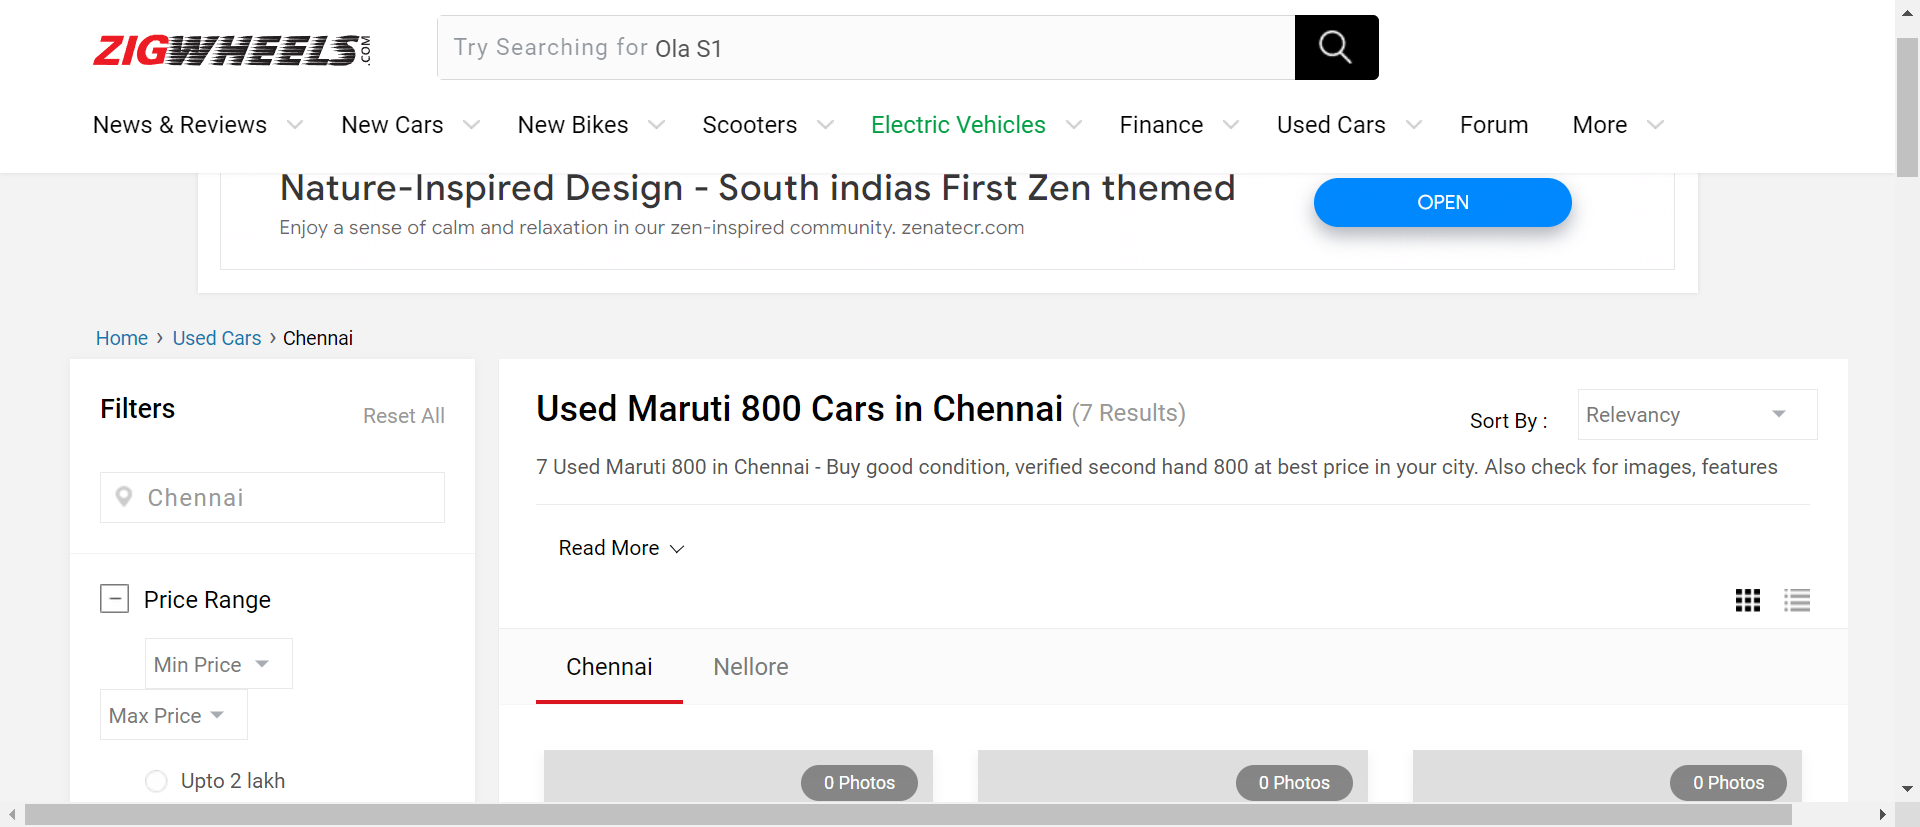 ZIGWHEELS.COM
Try Searching for Ola S1
News & Reviews New Cars New Bikes Scooters Electric Vehicles Finance Used Cars Forum More
Nature-Inspired Design - South indias First Zen themed
Enjoy a sense of calm and relaxation in our zen-inspired community. zenatecr.com
OPEN
Home › Used Cars › Chennai
Filters
Reset All
Chennai
Price Range
Min Price
Max Price
Upto 2 lakh
Used Maruti 800 Cars in Chennai (7 Results)
Sort By :
Relevancy
7 Used Maruti 800 in Chennai - Buy good condition, verified second hand 800 at best price in your city. Also check for images, features
Read More
Chennai Nellore
0 Photos
0 Photos
0 Photos